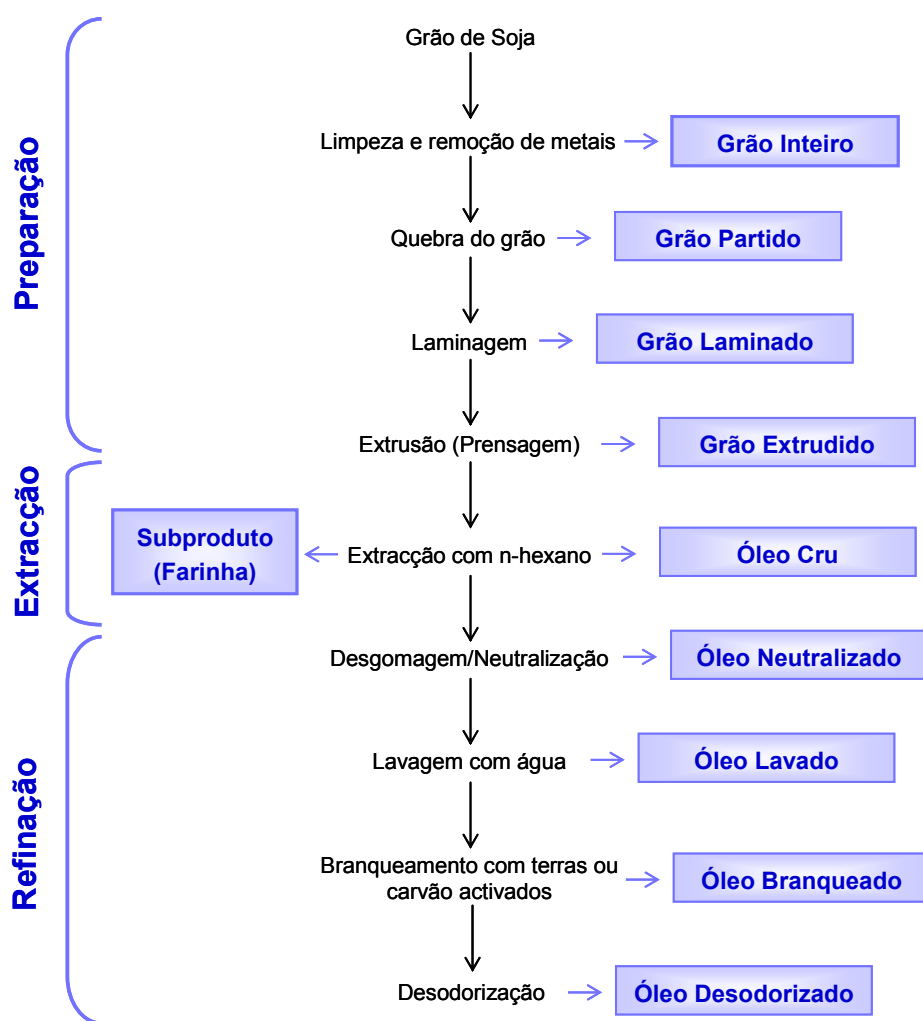 Preparação
Grão de Soja
Limpeza e remoção de metais
Grão Inteiro
Quebra do grão
Grão Partido
Laminagem
Grão Laminado
Extrusão (Prensagem)
Grão Extrudido
Extracção
Subproduto
(Farinha)
Extracção com n-hexano
Óleo Cru
Refinação
Desgomagem/Neutralização
Óleo Neutralizado
Lavagem com água
Óleo Lavado
Branqueamento com terras ou
carvão activados
Óleo Branqueado
Desodorização
Óleo Desodorizado